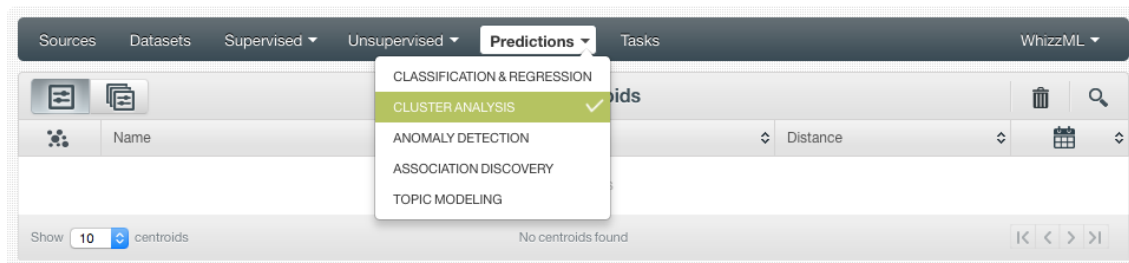 Sources Datasets Supervised Unsupervised Predictions Tasks WhizzML
CLASSIFICATION & REGRESSION
CLUSTER ANALYSIS
ANOMALY DETECTION
ASSOCIATION DISCOVERY
TOPIC MODELING
Name Distance
Show 10 centroids No centroids found